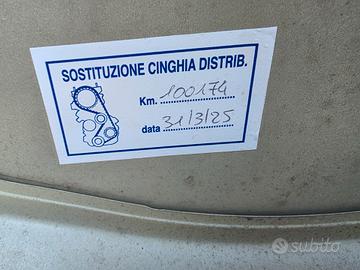 SOSTITUZIONE CINGHIA DISTRIB.
Km. 100174
data 31/3/25
subito